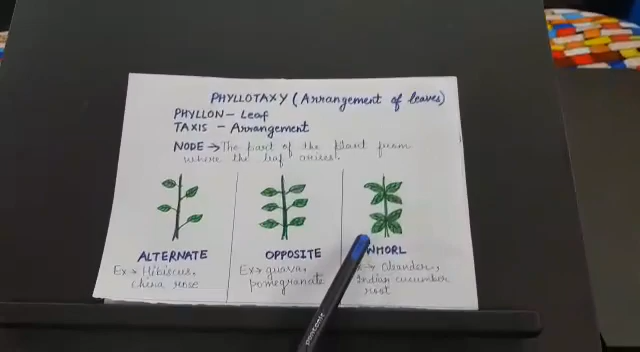 PHYLLOTAXY (Arrangement of leaves)
PHYLLON - Leaf
TAXIS - Arrangement
NODE → The part of the plant from
where the leaf arises.
ALTERNATE
Ex → Hibiscus,
China rose
OPPOSITE
Ex → guava,
pomegranate
WHORL
→ Oleander,
Indian cucumber
root